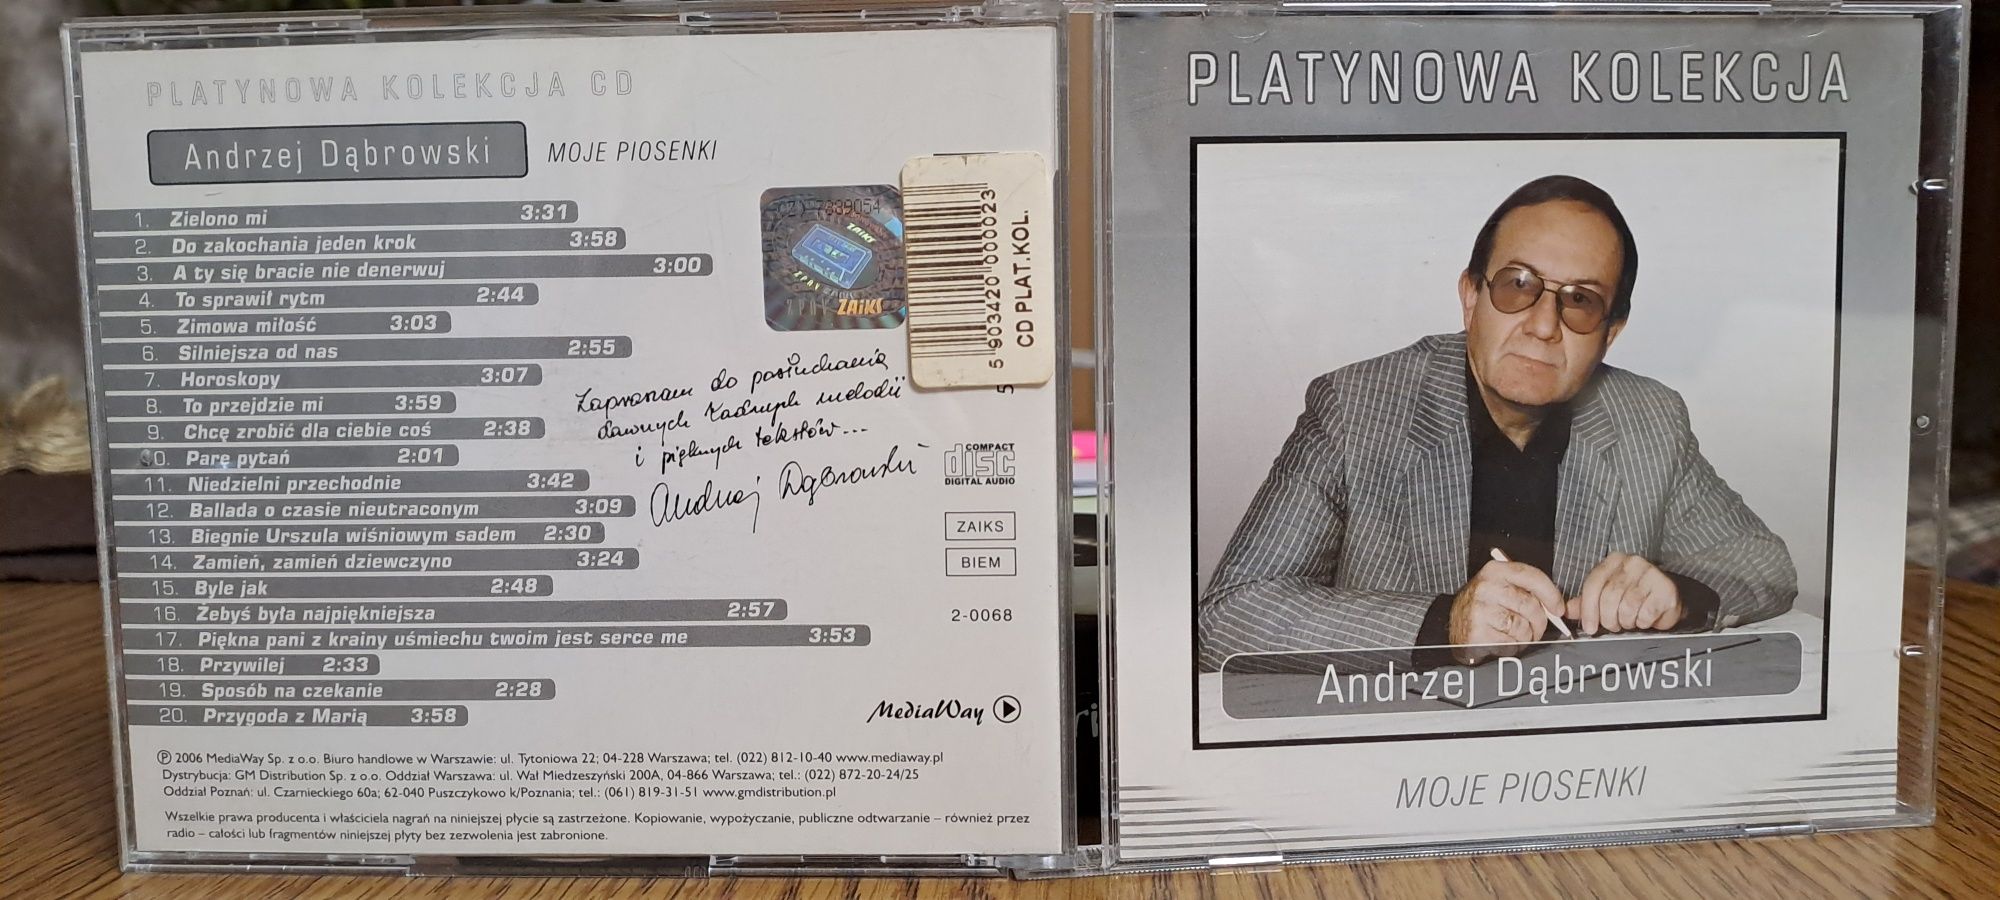 PLATYNOWA KOLEKCJA CD
Andrzej Dąbrowski MOJE PIOSENKI
1. Zielono mi 3:31
2. Do zakochania jeden krok 3:58
3. A ty się bracie nie denerwuj 3:00
4. To sprawił rytm 2:44
5. Zimowa miłość 3:03
6. Silniejsza od nas 2:55
7. Horoskopy 3:07
8. To przejdzie mi 3:59
9. Chcę zrobić dla ciebie coś 2:38
0. Parę pytań 2:01
11. Niedzielni przechodnie 3:42
12. Ballada o czasie nieutraconym 3:09
13. Biegnie Urszula wiśniowym sadem 2:30
14. Zamień, zamień dziewczyno 3:24
15. Byle jak 2:48
16. Żebyś była najpiękniejsza 2:57
17. Piękna pani z krainy uśmiechu twoim jest serce me 3:53
18. Przywilej 2:33
19. Sposób na czekanie 2:28
20. Przygoda z Marią 3:58
ZAiKS
ZPAV ZAiKS
5 903420 000023
CD PLAT.KOL.
5
Zapraszam do posłuchania
dawnych ładnych melodii
i pięknych tekstów...
Andrzej Dąbrowski
COMPACT
disc
DIGITAL AUDIO
ZAIKS
BIEM
2-0068
MediaWay
Ⓟ 2006 MediaWay Sp. z o.o. Biuro handlowe w Warszawie: ul. Tytoniowa 22; 04-228 Warszawa; tel. (022) 812-10-40 www.mediaway.pl
Dystrybucja: GM Distribution Sp. z o.o. Oddział Warszawa: ul. Wał Miedzeszyński 200A, 04-866 Warszawa; tel.: (022) 872-20-24/25
Oddział Poznań: ul. Czarnieckiego 60a; 62-040 Puszczykowo k/Poznania; tel.: (061) 819-31-51 www.gmdistribution.pl
Wszelkie prawa producenta i właściciela nagrań na niniejszej płycie są zastrzeżone. Kopiowanie, wypożyczanie, publiczne odtwarzanie – również przez
radio – całości lub fragmentów niniejszej płyty bez zezwolenia jest zabronione.
PLATYNOWA KOLEKCJA
Andrzej Dąbrowski
MOJE PIOSENKI